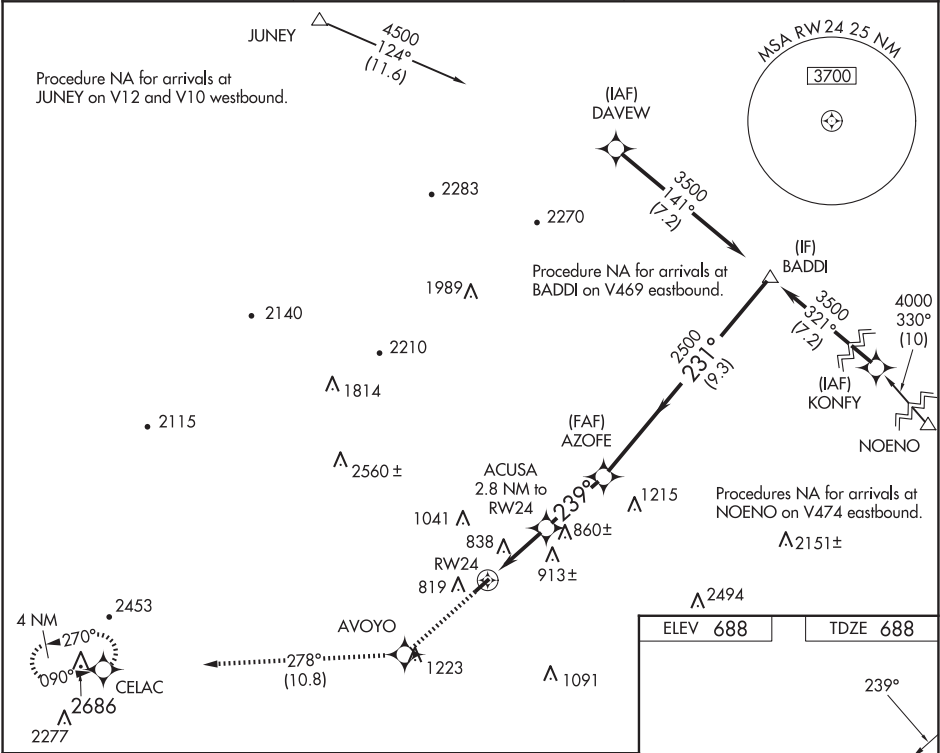 JUNEY
4500
124°
(11.6)
MSA RW24 25 NM
3700
Procedure NA for arrivals at
JUNEY on V12 and V10 westbound.
(IAF)
DAVEW
3500
141°
(7.2)
2283
2270
(IF)
BADDI
Procedure NA for arrivals at
BADDI on V469 eastbound.
1989
3500
321°
(7.2)
4000
330°
(10)
2140
2210
2500
231°
(9.3)
1814
(IAF)
KONFY
2115
(FAF)
AZOFE
NOENO
2560 ±
ACUSA
2.8 NM to
RW24
239°
1215
Procedures NA for arrivals at
NOENO on V474 eastbound.
1041
860±
838
2151±
RW24
913±
819
2494
2453
4 NM
270°
AVOYO
ELEV 688
TDZE 688
090°
CELAC
278°
(10.8)
1223
1091
239°
2686
2277